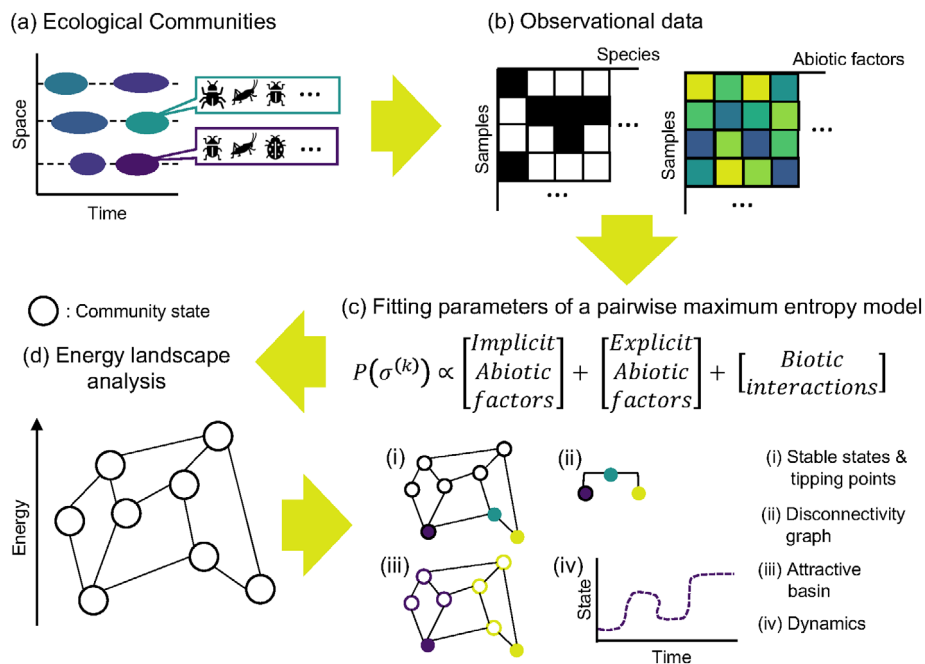 (a) Ecological Communities
Space
Time
...
...
(b) Observational data
Species
Samples
...
...
Abiotic factors
Samples
...
...
(c) Fitting parameters of a pairwise maximum entropy model
P(σ^(k)) ∝ [Implicit Abiotic factors] + [Explicit Abiotic factors] + [Biotic interactions]
: Community state
(d) Energy landscape
analysis
Energy
(i)
(ii)
(iii)
(iv)
State
Time
(i) Stable states &
tipping points
(ii) Disconnectivity
graph
(iii) Attractive
basin
(iv) Dynamics